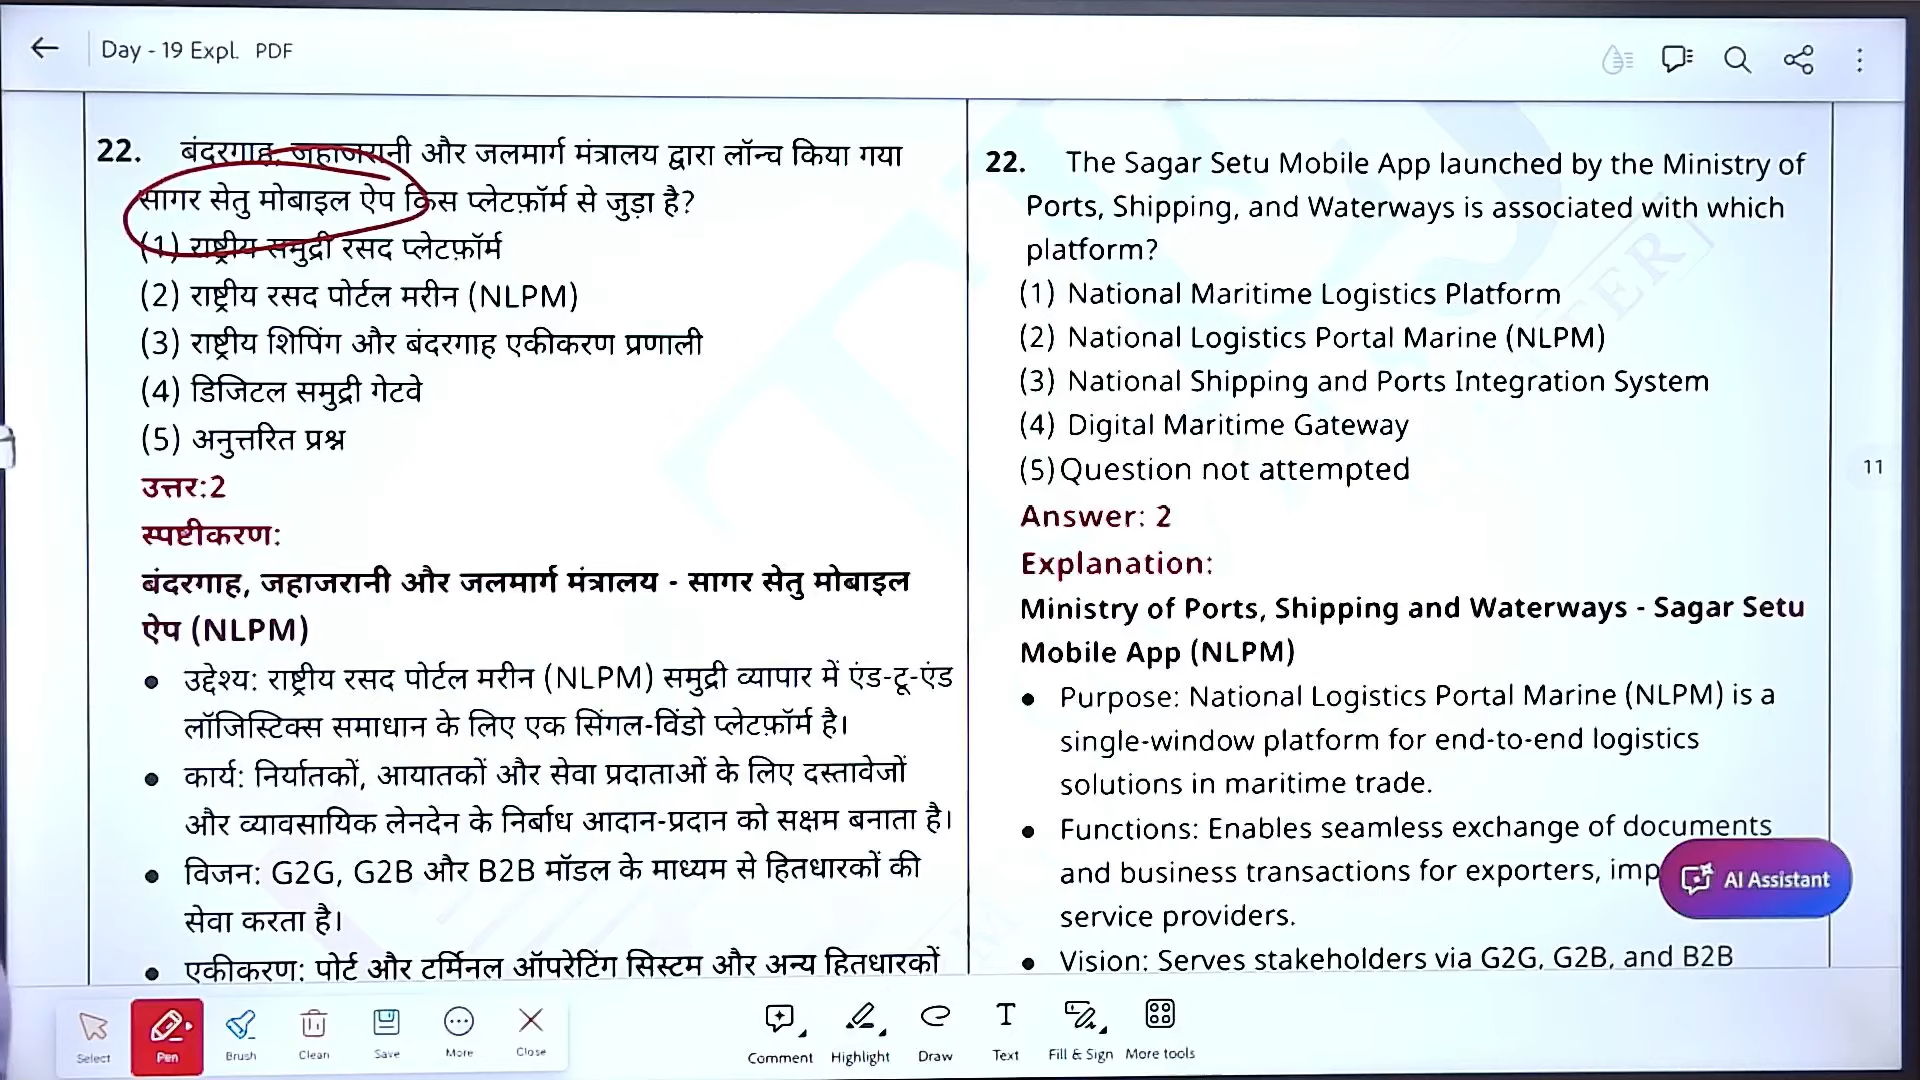 Day - 19 Expl. PDF
22. बंदरगाह, जहाजरानी और जलमार्ग मंत्रालय द्वारा लॉन्च किया गया
सागर सेतु मोबाइल ऐप किस प्लेटफ़ॉर्म से जुड़ा है?
(1) राष्ट्रीय समुद्री रसद प्लेटफ़ॉर्म
(2) राष्ट्रीय रसद पोर्टल मरीन (NLPM)
(3) राष्ट्रीय शिपिंग और बंदरगाह एकीकरण प्रणाली
(4) डिजिटल समुद्री गेटवे
(5) अनुत्तरित प्रश्न
उत्तर:2
स्पष्टीकरण:
बंदरगाह, जहाजरानी और जलमार्ग मंत्रालय - सागर सेतु मोबाइल
ऐप (NLPM)
● उद्देश्य: राष्ट्रीय रसद पोर्टल मरीन (NLPM) समुद्री व्यापार में एंड-टू-एंड
लॉजिस्टिक्स समाधान के लिए एक सिंगल-विंडो प्लेटफ़ॉर्म है।
● कार्य: निर्यातकों, आयातकों और सेवा प्रदाताओं के लिए दस्तावेजों
और व्यावसायिक लेनदेन के निर्बाध आदान-प्रदान को सक्षम बनाता है।
● विजन: G2G, G2B और B2B मॉडल के माध्यम से हितधारकों की
सेवा करता है।
● एकीकरण: पोर्ट और टर्मिनल ऑपरेटिंग सिस्टम और अन्य हितधारकों
22. The Sagar Setu Mobile App launched by the Ministry of
Ports, Shipping, and Waterways is associated with which
platform?
(1) National Maritime Logistics Platform
(2) National Logistics Portal Marine (NLPM)
(3) National Shipping and Ports Integration System
(4) Digital Maritime Gateway
(5) Question not attempted
Answer: 2
Explanation:
Ministry of Ports, Shipping and Waterways - Sagar Setu
Mobile App (NLPM)
● Purpose: National Logistics Portal Marine (NLPM) is a
single-window platform for end-to-end logistics
solutions in maritime trade.
● Functions: Enables seamless exchange of documents
and business transactions for exporters, imp
service providers.
● Vision: Serves stakeholders via G2G, G2B, and B2B
11
AI Assistant
Select Pen Brush Clean Save More Close
Comment Highlight Draw Text Fill & Sign More tools